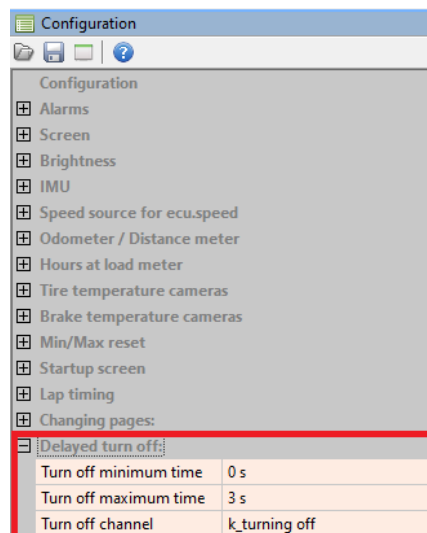 Configuration
Configuration
Alarms
Screen
Brightness
IMU
Speed source for ecu.speed
Odometer / Distance meter
Hours at load meter
Tire temperature cameras
Brake temperature cameras
Min/Max reset
Startup screen
Lap timing
Changing pages:
Delayed turn off:
Turn off minimum time 0 s
Turn off maximum time 3 s
Turn off channel k_turning off